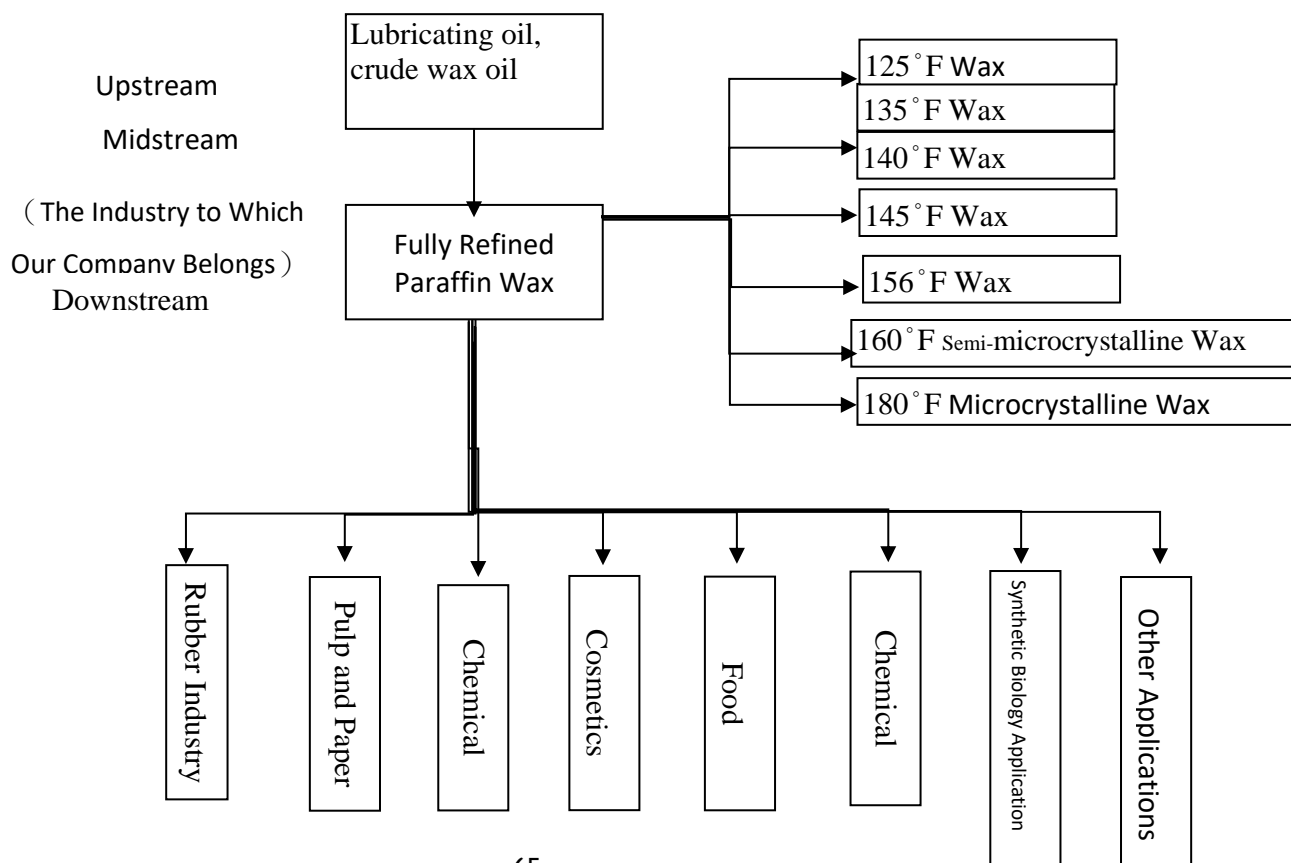 Lubricating oil,
crude wax oil
Upstream
Midstream
（The Industry to Which
Our Company Belongs）
Downstream
Fully Refined
Paraffin Wax
125°F Wax
135°F Wax
140°F Wax
145°F Wax
156°F Wax
160°F Semi-microcrystalline Wax
180°F Microcrystalline Wax
Rubber Industry
Pulp and Paper
Chemical
Cosmetics
Food
Chemical
Synthetic Biology Application
Other Applications